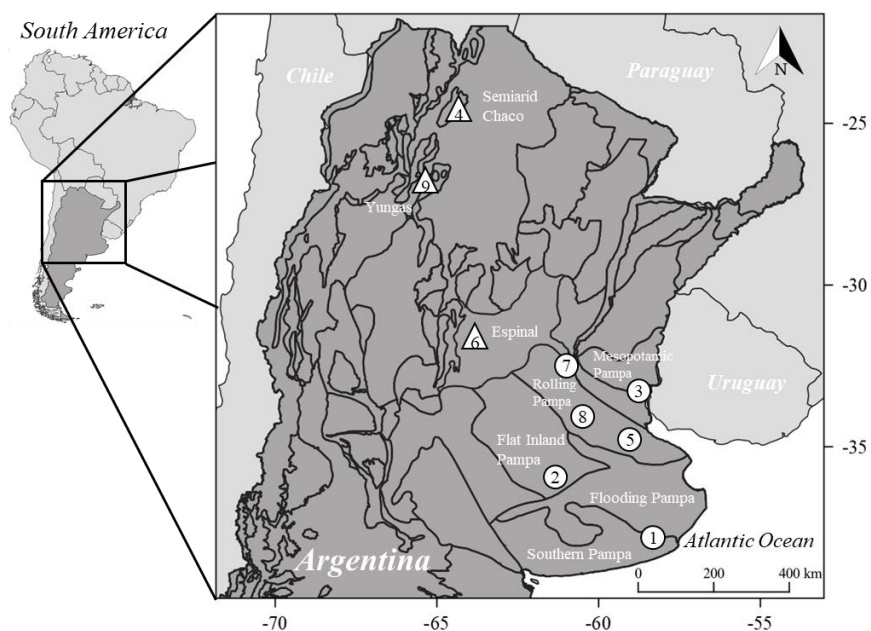 South America
Chile
Paraguay
N
Semiarid
Chaco
4
9
Yungas
-25
-30
6
Espinal
7
Mesopotamic
Pampa
3
Rolling
Pampa
8
5
Uruguay
Flat Inland
Pampa
2
-35
Flooding Pampa
1
Atlantic Ocean
Southern Pampa
Argentina
0 200 400 km
-70 -65 -60 -55